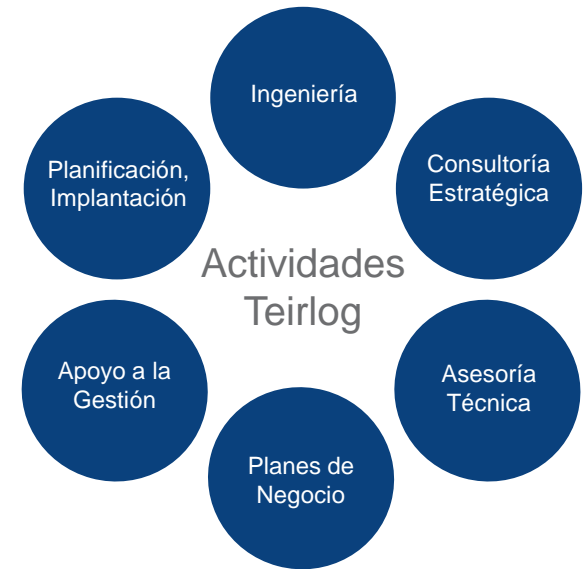 Ingeniería
Consultoría
Estratégica
Asesoría
Técnica
Planes de
Negocio
Apoyo a la
Gestión
Planificación,
Implantación
Actividades
Teirlog